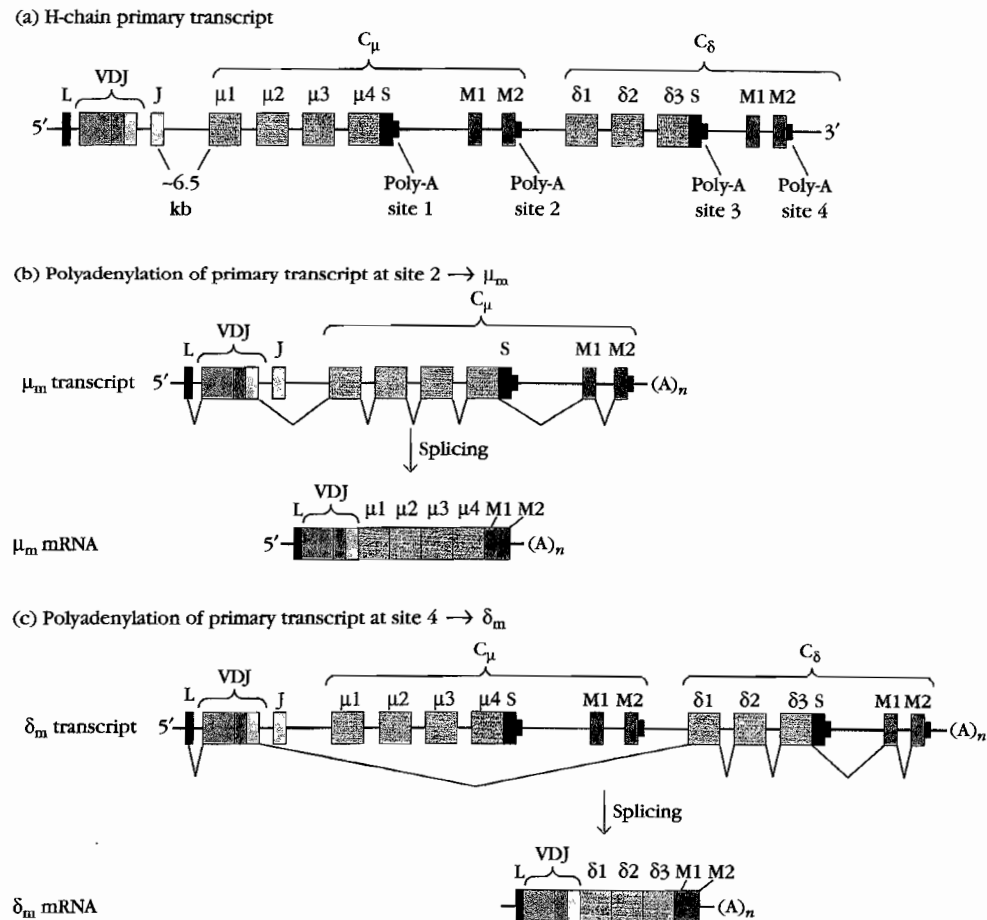 (a) H-chain primary transcript
Cμ Cδ
L VDJ J μ1 μ2 μ3 μ4 S M1 M2 δ1 δ2 δ3 S M1 M2
5′ 3′
~6.5 kb
Poly-A site 1
Poly-A site 2
Poly-A site 3
Poly-A site 4
(b) Polyadenylation of primary transcript at site 2 → μm
Cμ
L VDJ J S M1 M2
μm transcript 5′ (A)n
Splicing
L VDJ μ1 μ2 μ3 μ4 M1 M2
μm mRNA 5′ (A)n
(c) Polyadenylation of primary transcript at site 4 → δm
Cμ Cδ
L VDJ J μ1 μ2 μ3 μ4 S M1 M2 δ1 δ2 δ3 S M1 M2
δm transcript 5′ (A)n
Splicing
L VDJ δ1 δ2 δ3 M1 M2
δm mRNA (A)n